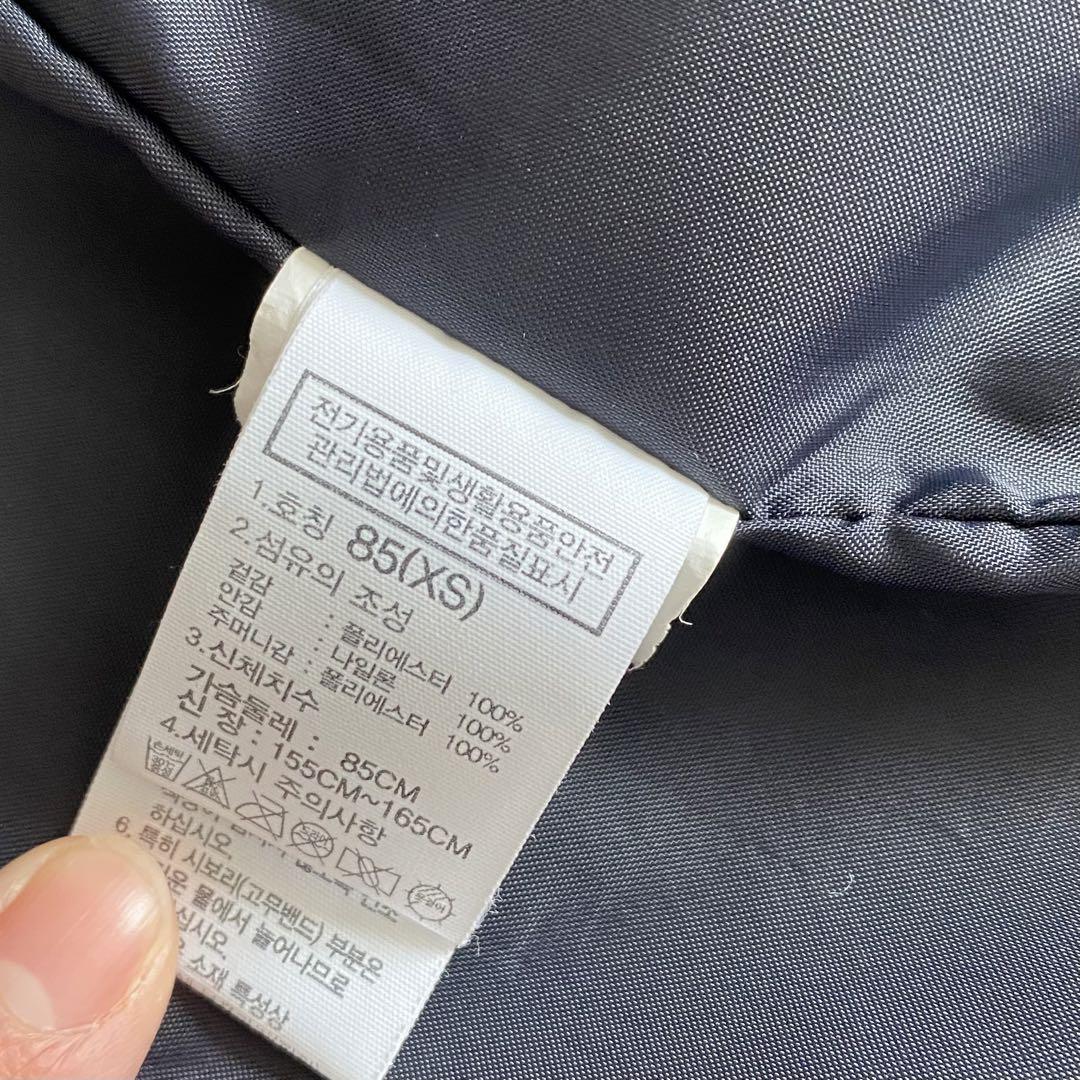 전기용품및생활용품안전
관리법에의한품질표시
1.호칭 85(XS)
2.섬유의 조성
겉감 : 폴리에스터 100%
안감 : 나일론 100%
주머니감 : 폴리에스터 100%
3.신체치수
가슴둘레 : 85CM
신 장 : 155CM~165CM
4.세탁시 주의사항
손세탁
하십시오.
6. 특히 시보리(고무밴드) 부분은
물에서 늘어나므로
소재 특성상